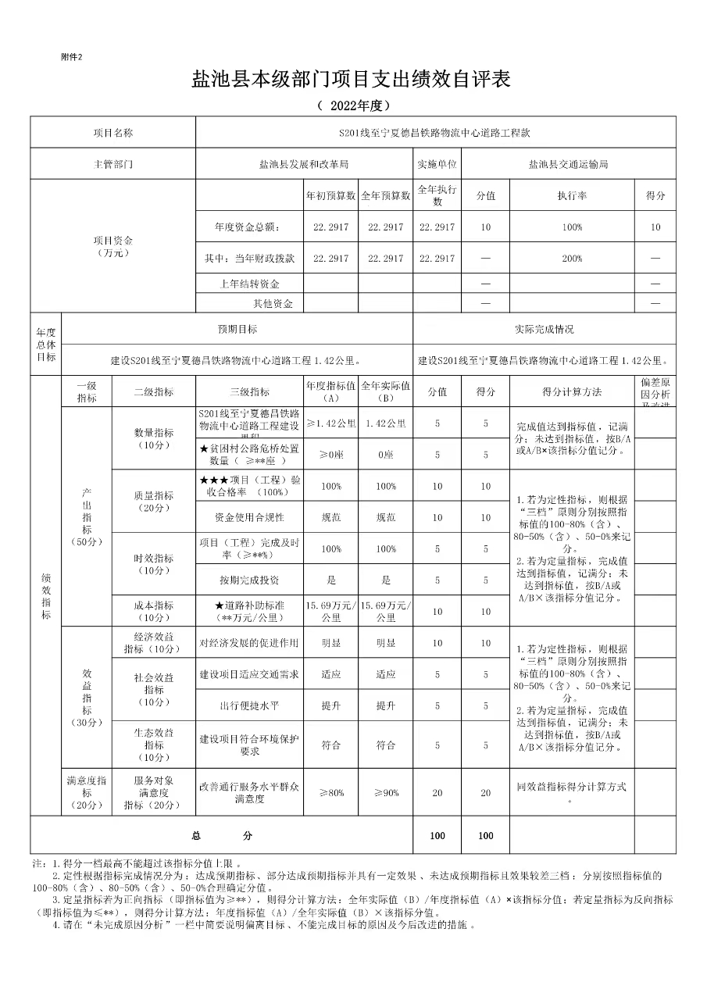 附件2
盐池县本级部门项目支出绩效自评表
( 2022年度)
项目名称 S201线至宁夏德昌铁路物流中心道路工程款
主管部门 盐池县发展和改革局 实施单位 盐池县交通运输局
项目资金
（万元）
年初预算数 全年预算数 全年执行数 分值 执行率 得分
年度资金总额： 22.2917 22.2917 22.2917 10 100% 10
其中：当年财政拨款 22.2917 22.2917 22.2917 — 200% —
上年结转资金 — —
其他资金 — —
年度
总体
目标
预期目标 实际完成情况
建设S201线至宁夏德昌铁路物流中心道路工程 1.42公里。 建设S201线至宁夏德昌铁路物流中心道路工程 1.42公里。
绩
效
指
标
一级
指标
二级指标 三级指标 年度指标值（A） 全年实际值（B） 分值 得分 得分计算方法
偏差原
因分析
产
出
指
标
（50分）
数量指标
（10分）
S201线至宁夏德昌铁路
物流中心道路工程建设
≥1.42公里 1.42公里 5 5
★贫困村公路危桥处置
数量（ ≥**座 ）
≥0座 0座 5 5
完成值达到指标值，记满
分；未达到指标值，按B/A
或A/B×该指标分值记分。
质量指标
（20分）
★★★项目（工程）验
收合格率 （100%）
100% 100% 10 10
资金使用合规性 规范 规范 10 10
时效指标
（10分）
项目（工程）完成及时
率（≥**%）
100% 100% 5 5
按期完成投资 是 是 5 5
成本指标
（10分）
★道路补助标准
（**万元/公里）
15.69万元/公里 15.69万元/公里 10 10
1.若为定性指标，则根据
“三档”原则分别按照指
标值的100-80%（含）、
80-50%（含）、50-0%来记
分。
2.若为定量指标，完成值
达到指标值，记满分；未
达到指标值，按B/A或
A/B×该指标分值记分。
效
益
指
标
（30分）
经济效益
指标（10分）
对经济发展的促进作用 明显 明显 10 10
社会效益
指标
（10分）
建设项目适应交通需求 适应 适应 5 5
出行便捷水平 提升 提升 5 5
生态效益
指标
（10分）
建设项目符合环境保护
要求
符合 符合 5 5
1.若为定性指标，则根据
“三档”原则分别按照指
标值的100-80%（含）、
80-50%（含）、50-0%来记
分。
2.若为定量指标，完成值
达到指标值，记满分；未
达到指标值，按B/A或
A/B×该指标分值记分。
满意度指
标
（20分）
服务对象
满意度
指标（20分）
改善通行服务水平群众
满意度
≥80% ≥90% 20 20
同效益指标得分计算方式
。
总 分 100 100
注：1.得分一档最高不能超过该指标分值上限 。
2.定性根据指标完成情况分为 ；达成预期指标、部分达成预期指标并具有一定效果 、未达成预期指标且效果较差三档 ；分别按照指标值的
100-80%（含）、80-50%（含）、50-0%合理确定分值 。
3.定量指标若为正向指标（即指标值为≥**），则得分计算方法：全年实际值（B）/年度指标值（A）×该指标分值；若定量指标为反向指标
（即指标值为≤**），则得分计算方法：年度指标值（A）/全年实际值（B）×该指标分值。
4.请在“未完成原因分析”一栏中简要说明偏离目标 、不能完成目标的原因及今后改进的措施 。